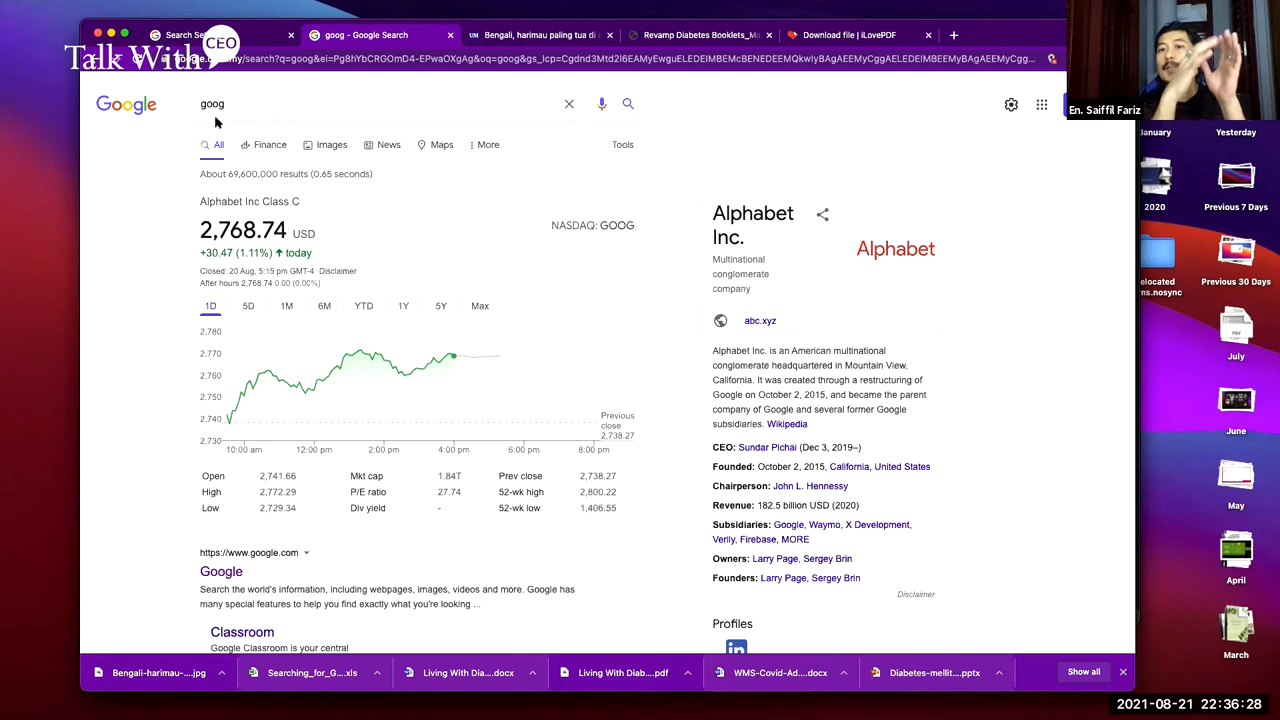 Talk With CEO
Search Se
goog - Google Search
Bengali, harimau paling tua di
Revamp Diabetes Booklets_Ma
Download file | iLovePDF
/search?q=goog&ei=Pg8hYbCRGOmD4-EPwaOXgAg&oq=goog&gs_lcp=Cgdnd3Mtd2l6EAMyEwguELEDEIMBEMcBENEDEEMQkwIyBAgAEEMyCggAELEDEIMBEEMyBAgAEEMyCgg...
En. Saiffil Fariz
Google
goog
All
Finance
Images
News
Maps
More
Tools
About 69,600,000 results (0.65 seconds)
Alphabet Inc Class C
2,768.74 USD
NASDAQ: GOOG
+30.47 (1.11%) ↑ today
Closed: 20 Aug, 5:15 pm GMT-4 · Disclaimer
After hours 2,768.74 0.00 (0.00%)
1D 5D 1M 6M YTD 1Y 5Y Max
2,780
2,770
2,760
2,750
2,740
2,730
Previous
close
2,738.27
10:00 am 12:00 pm 2:00 pm 4:00 pm 6:00 pm 8:00 pm
Open 2,741.66 Mkt cap 1.84T Prev close 2,738.27
High 2,772.29 P/E ratio 27.74 52-wk high 2,800.22
Low 2,729.34 Div yield - 52-wk low 1,406.55
https://www.google.com
Google
Search the world's information, including webpages, images, videos and more. Google has
many special features to help you find exactly what you're looking ...
Classroom
Google Classroom is your central
Alphabet
Inc.
Multinational
conglomerate
company
Alphabet
abc.xyz
Alphabet Inc. is an American multinational
conglomerate headquartered in Mountain View,
California. It was created through a restructuring of
Google on October 2, 2015, and became the parent
company of Google and several former Google
subsidiaries. Wikipedia
CEO: Sundar Pichai (Dec 3, 2019–)
Founded: October 2, 2015, California, United States
Chairperson: John L. Hennessy
Revenue: 182.5 billion USD (2020)
Subsidiaries: Google, Waymo, X Development,
Verily, Firebase, MORE
Owners: Larry Page, Sergey Brin
Founders: Larry Page, Sergey Brin
Disclaimer
Profiles
January
Yesterday
2020
Previous 7 Days
elocated
ms.nosync
Previous 30 Days
PDF
July
June
May
April
March
Bengali-harimau-....jpg
Searching_for_G....xls
Living With Dia....docx
Living With Diab....pdf
WMS-Covid-Ad....docx
Diabetes-mellit....pptx
Show all
2021-08-21 22:36:28